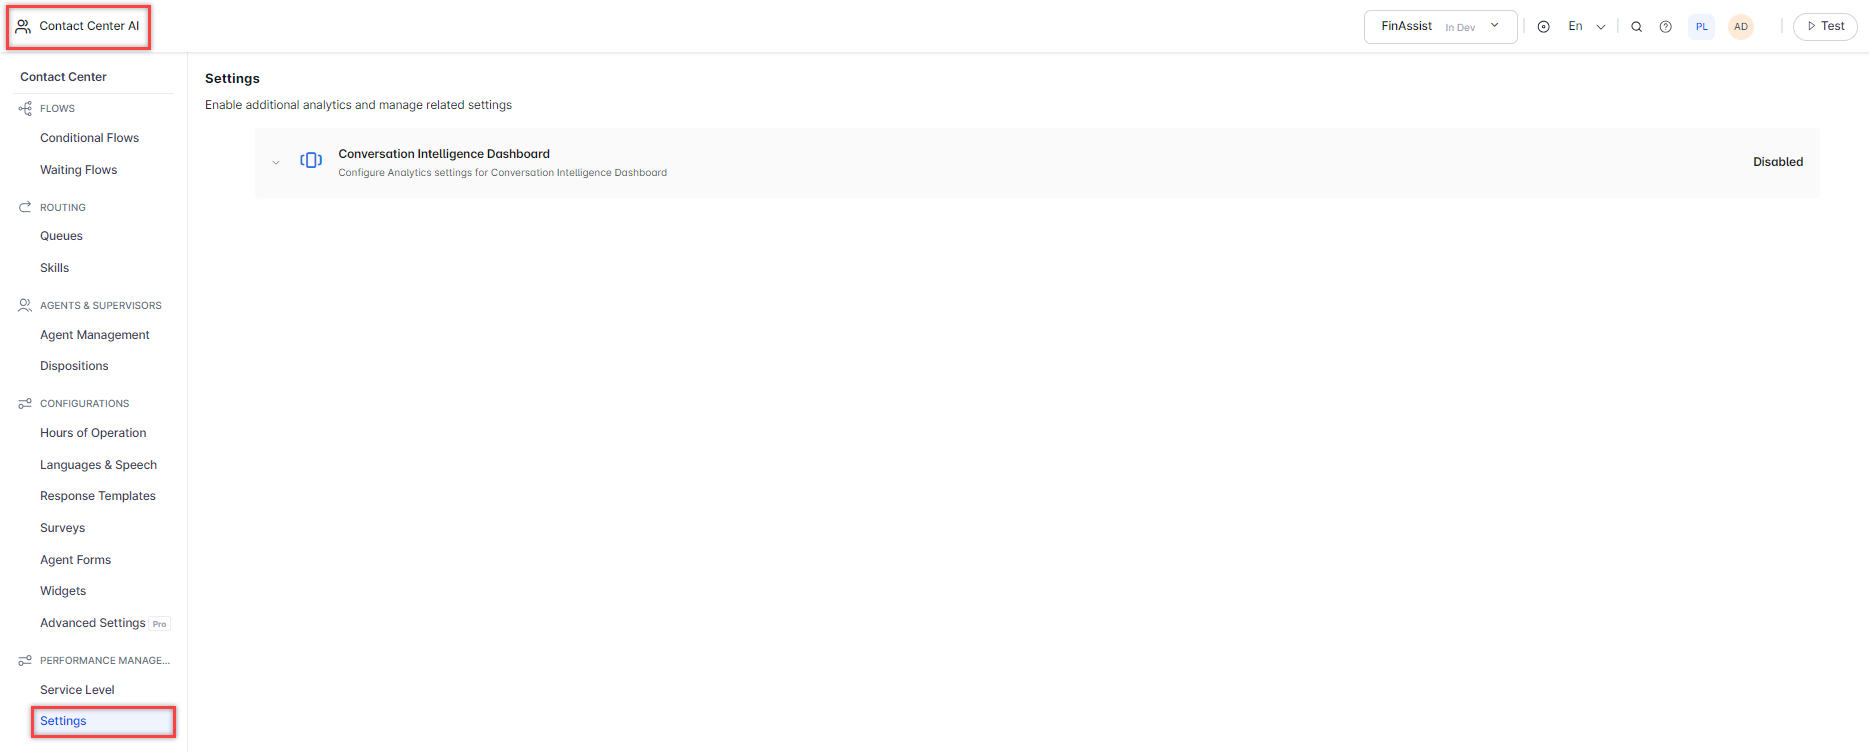 Contact Center AI
FinAssist In Dev
En
PL
AD
Test
Contact Center
FLOWS
Conditional Flows
Waiting Flows
ROUTING
Queues
Skills
AGENTS & SUPERVISORS
Agent Management
Dispositions
CONFIGURATIONS
Hours of Operation
Languages & Speech
Response Templates
Surveys
Agent Forms
Widgets
Advanced Settings Pro
PERFORMANCE MANAGE...
Service Level
Settings
Settings
Enable additional analytics and manage related settings
Conversation Intelligence Dashboard
Configure Analytics settings for Conversation Intelligence Dashboard
Disabled